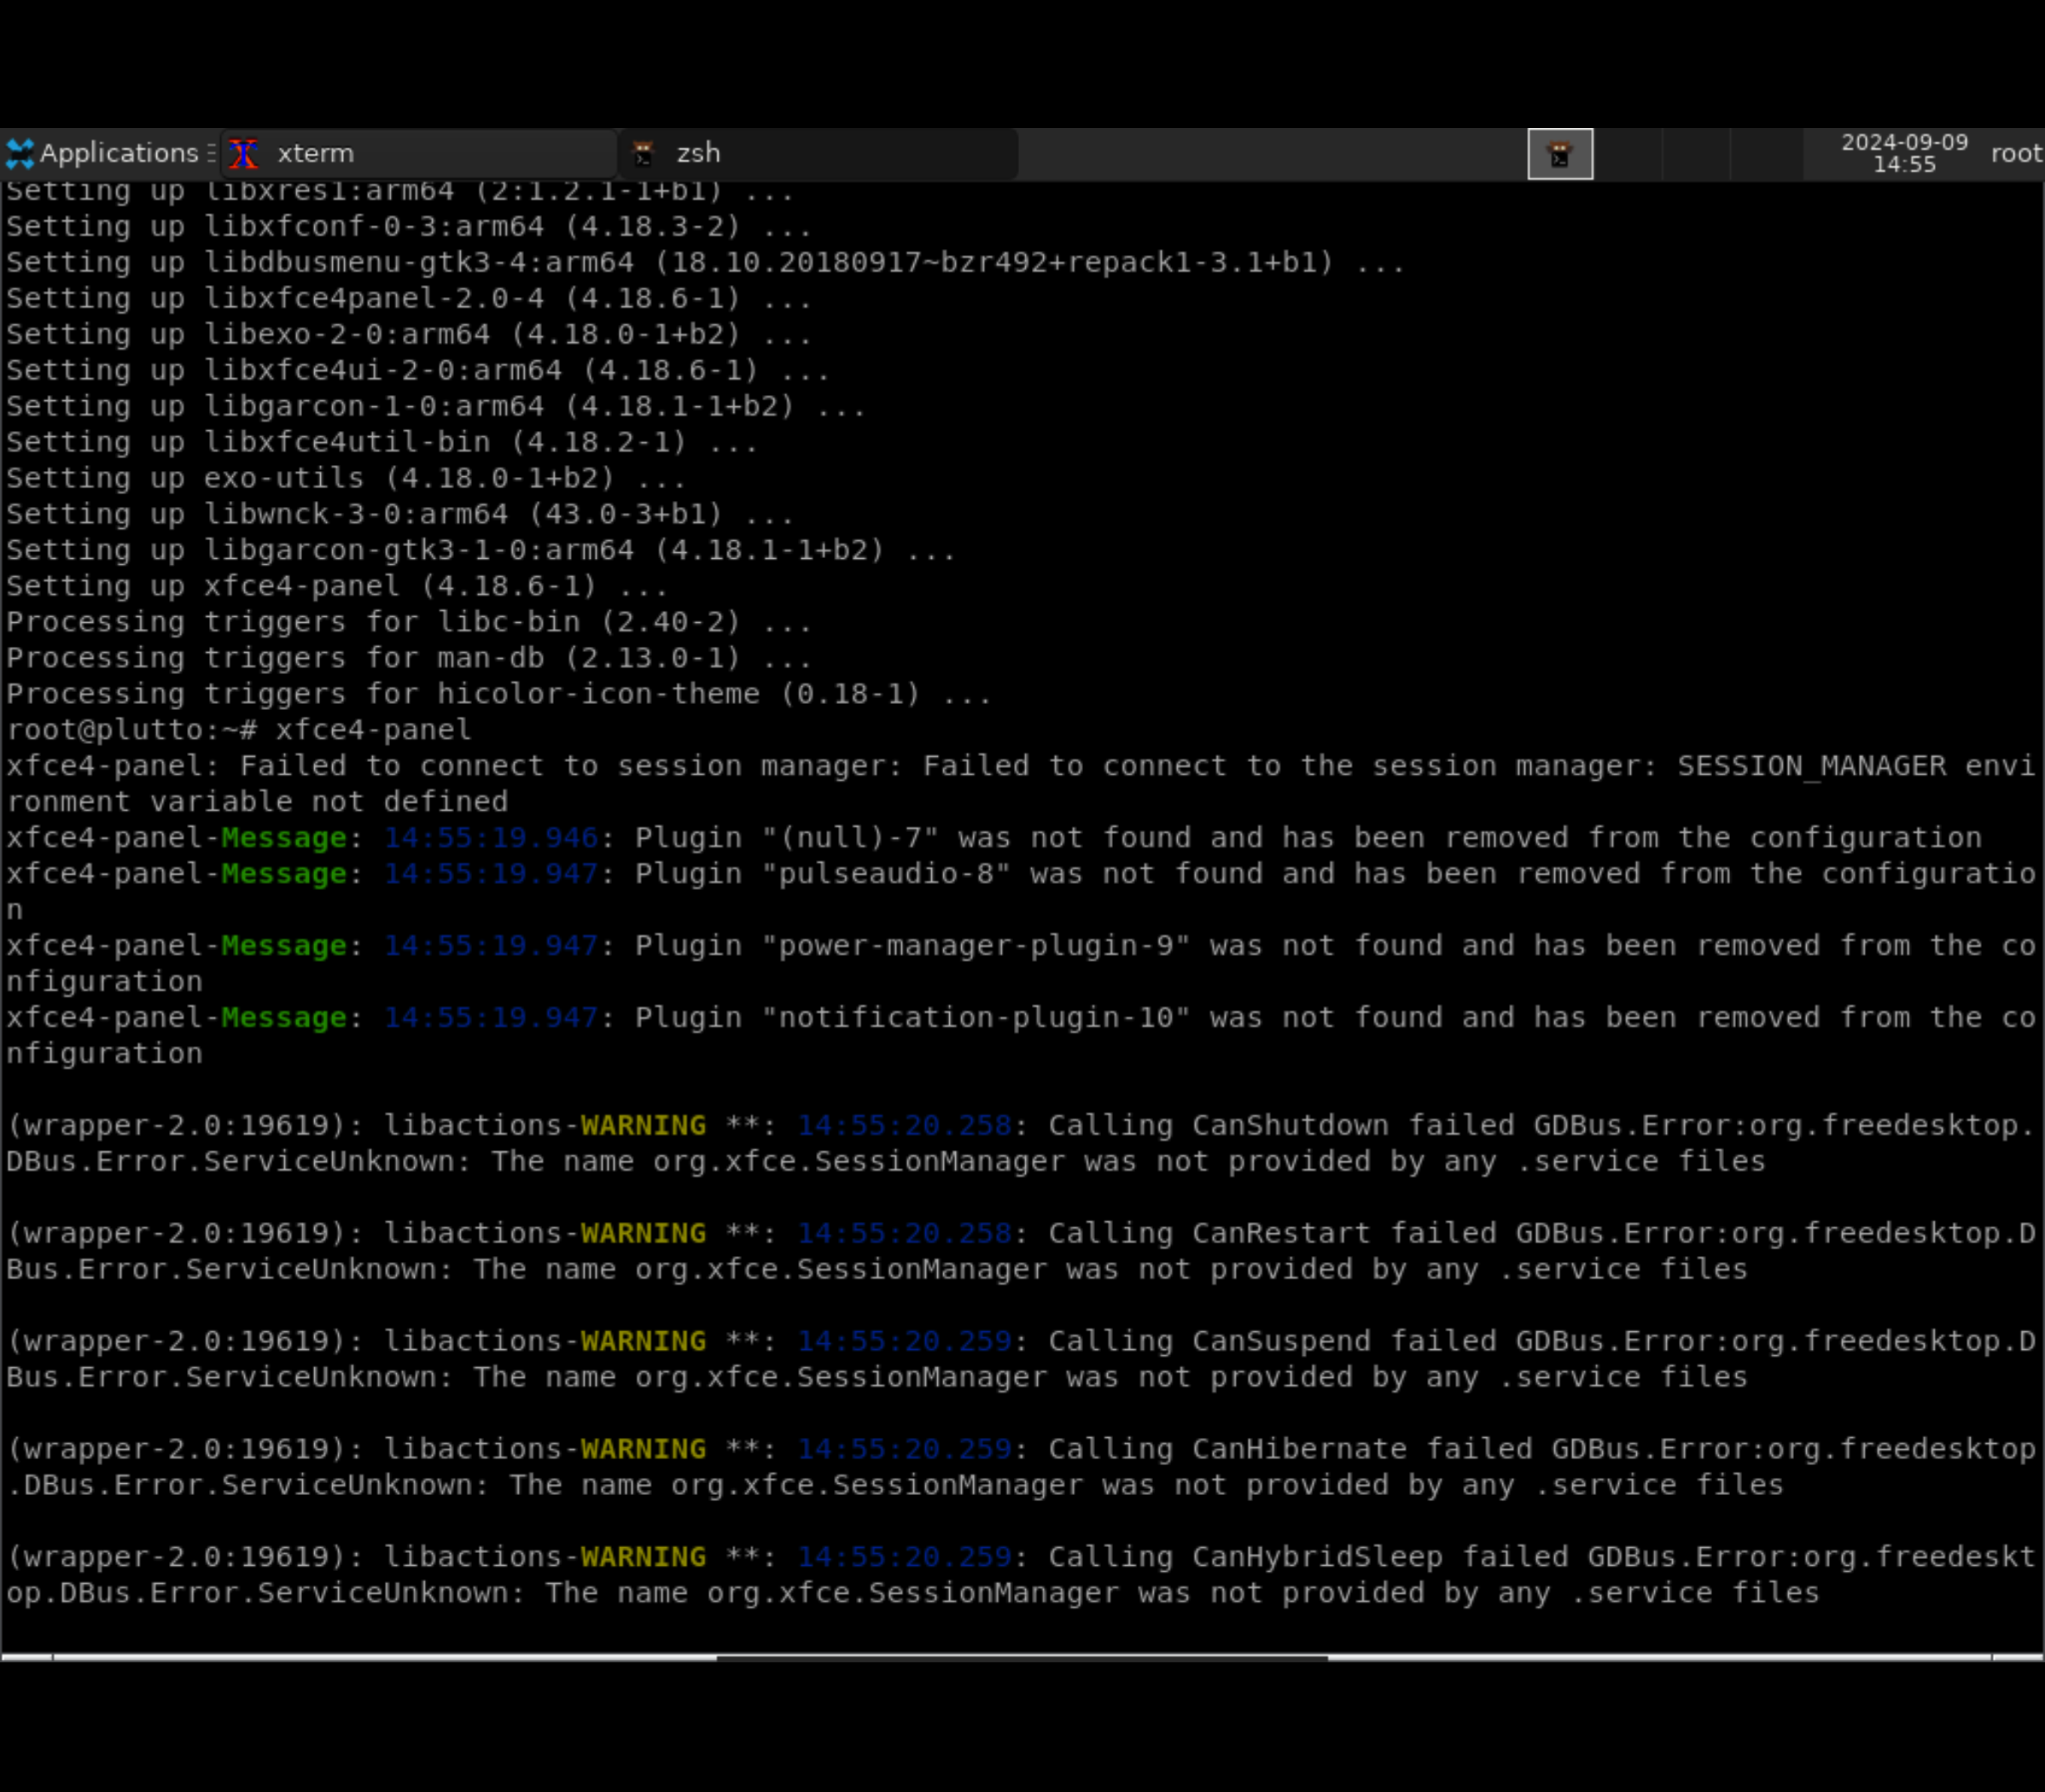 Applications xterm zsh 2024-09-09 root
14:55
Setting up libxres1:arm64 (2:1.2.1-1+b1) ...
Setting up libxfconf-0-3:arm64 (4.18.3-2) ...
Setting up libdbusmenu-gtk3-4:arm64 (18.10.20180917~bzr492+repack1-3.1+b1) ...
Setting up libxfce4panel-2.0-4 (4.18.6-1) ...
Setting up libexo-2-0:arm64 (4.18.0-1+b2) ...
Setting up libxfce4ui-2-0:arm64 (4.18.6-1) ...
Setting up libgarcon-1-0:arm64 (4.18.1-1+b2) ...
Setting up libxfce4util-bin (4.18.2-1) ...
Setting up exo-utils (4.18.0-1+b2) ...
Setting up libwnck-3-0:arm64 (43.0-3+b1) ...
Setting up libgarcon-gtk3-1-0:arm64 (4.18.1-1+b2) ...
Setting up xfce4-panel (4.18.6-1) ...
Processing triggers for libc-bin (2.40-2) ...
Processing triggers for man-db (2.13.0-1) ...
Processing triggers for hicolor-icon-theme (0.18-1) ...
root@plutto:~# xfce4-panel
xfce4-panel: Failed to connect to session manager: Failed to connect to the session manager: SESSION_MANAGER envi
ronment variable not defined
xfce4-panel-Message: 14:55:19.946: Plugin "(null)-7" was not found and has been removed from the configuration
xfce4-panel-Message: 14:55:19.947: Plugin "pulseaudio-8" was not found and has been removed from the configuratio
n
xfce4-panel-Message: 14:55:19.947: Plugin "power-manager-plugin-9" was not found and has been removed from the co
nfiguration
xfce4-panel-Message: 14:55:19.947: Plugin "notification-plugin-10" was not found and has been removed from the co
nfiguration
(wrapper-2.0:19619): libactions-WARNING **: 14:55:20.258: Calling CanShutdown failed GDBus.Error:org.freedesktop.
DBus.Error.ServiceUnknown: The name org.xfce.SessionManager was not provided by any .service files
(wrapper-2.0:19619): libactions-WARNING **: 14:55:20.258: Calling CanRestart failed GDBus.Error:org.freedesktop.D
Bus.Error.ServiceUnknown: The name org.xfce.SessionManager was not provided by any .service files
(wrapper-2.0:19619): libactions-WARNING **: 14:55:20.259: Calling CanSuspend failed GDBus.Error:org.freedesktop.D
Bus.Error.ServiceUnknown: The name org.xfce.SessionManager was not provided by any .service files
(wrapper-2.0:19619): libactions-WARNING **: 14:55:20.259: Calling CanHibernate failed GDBus.Error:org.freedesktop
.DBus.Error.ServiceUnknown: The name org.xfce.SessionManager was not provided by any .service files
(wrapper-2.0:19619): libactions-WARNING **: 14:55:20.259: Calling CanHybridSleep failed GDBus.Error:org.freedeskt
op.DBus.Error.ServiceUnknown: The name org.xfce.SessionManager was not provided by any .service files